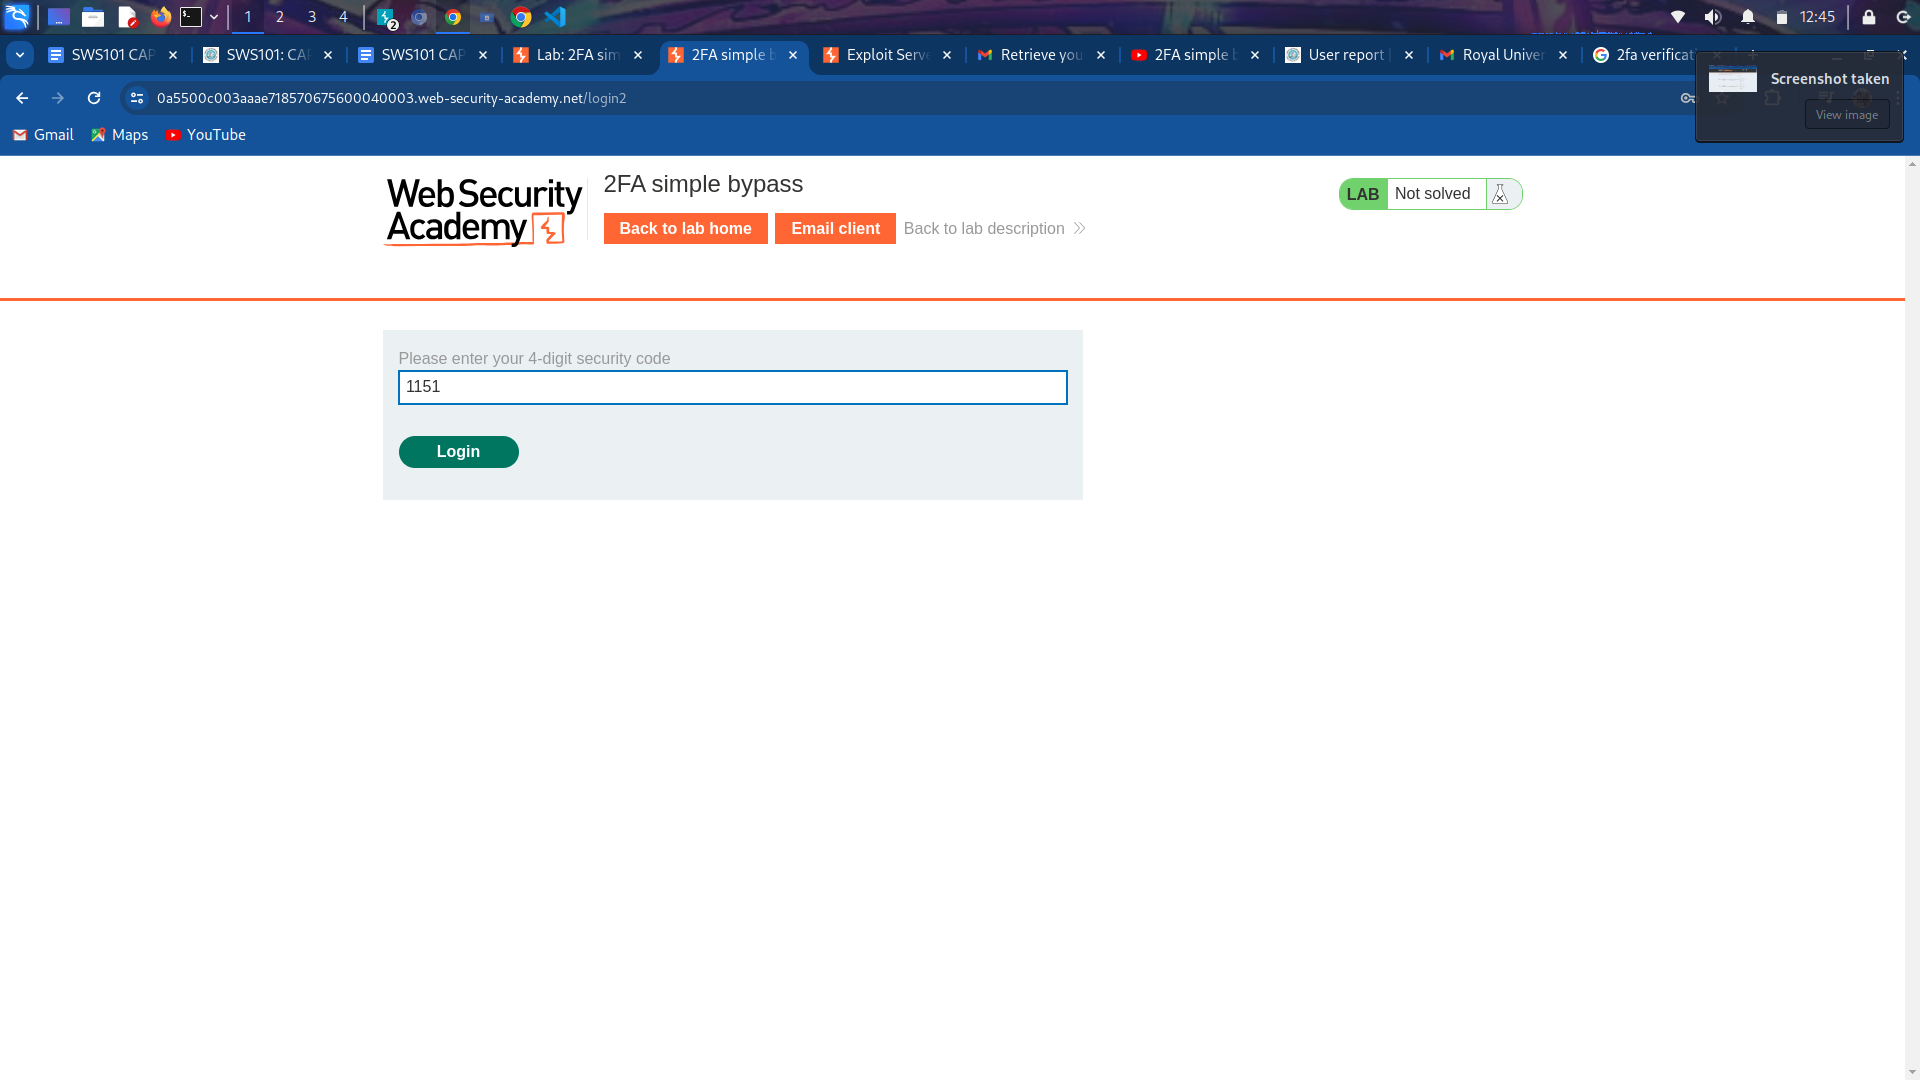 1 2 3 4 2 12:45
SWS101 CAP SWS101: CAP SWS101 CAP Lab: 2FA sim 2FA simple b Exploit Serve Retrieve you 2FA simple b User report Royal Univer 2fa verificati
Screenshot taken
0a5500c003aaae718570675600040003.web-security-academy.net/login2
View image
Gmail Maps YouTube
Web Security
Academy
2FA simple bypass
LAB Not solved
Back to lab home Email client Back to lab description
Please enter your 4-digit security code
1151
Login